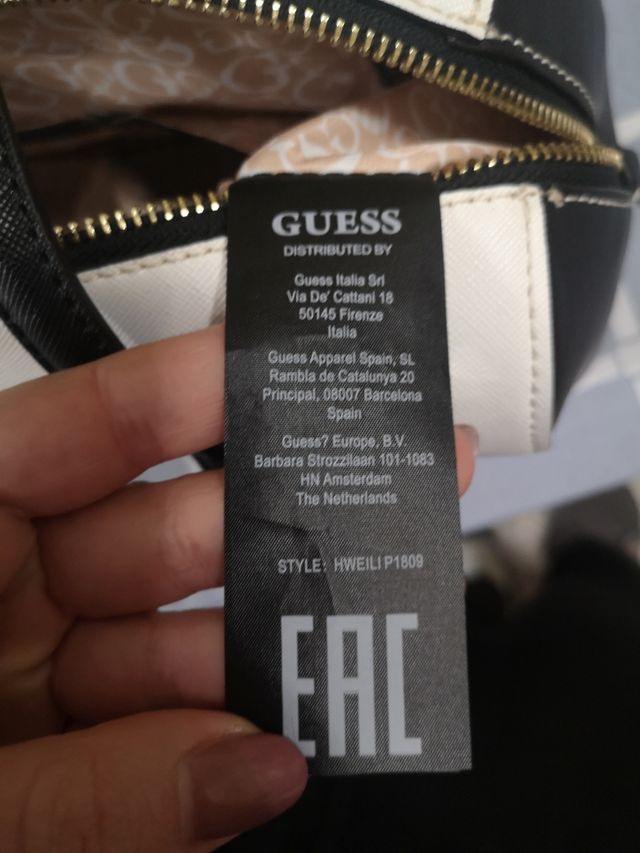 GUESS
DISTRIBUTED BY
Guess Italia Srl
Via De' Cattani 18
50145 Firenze
Italia
Guess Apparel Spain, SL
Rambla de Catalunya 20
Principal, 08007 Barcelona
Spain
Guess? Europe, B.V.
Barbara Strozzilaan 101-1083
HN Amsterdam
The Netherlands
STYLE: HWEILI P1809
EAC